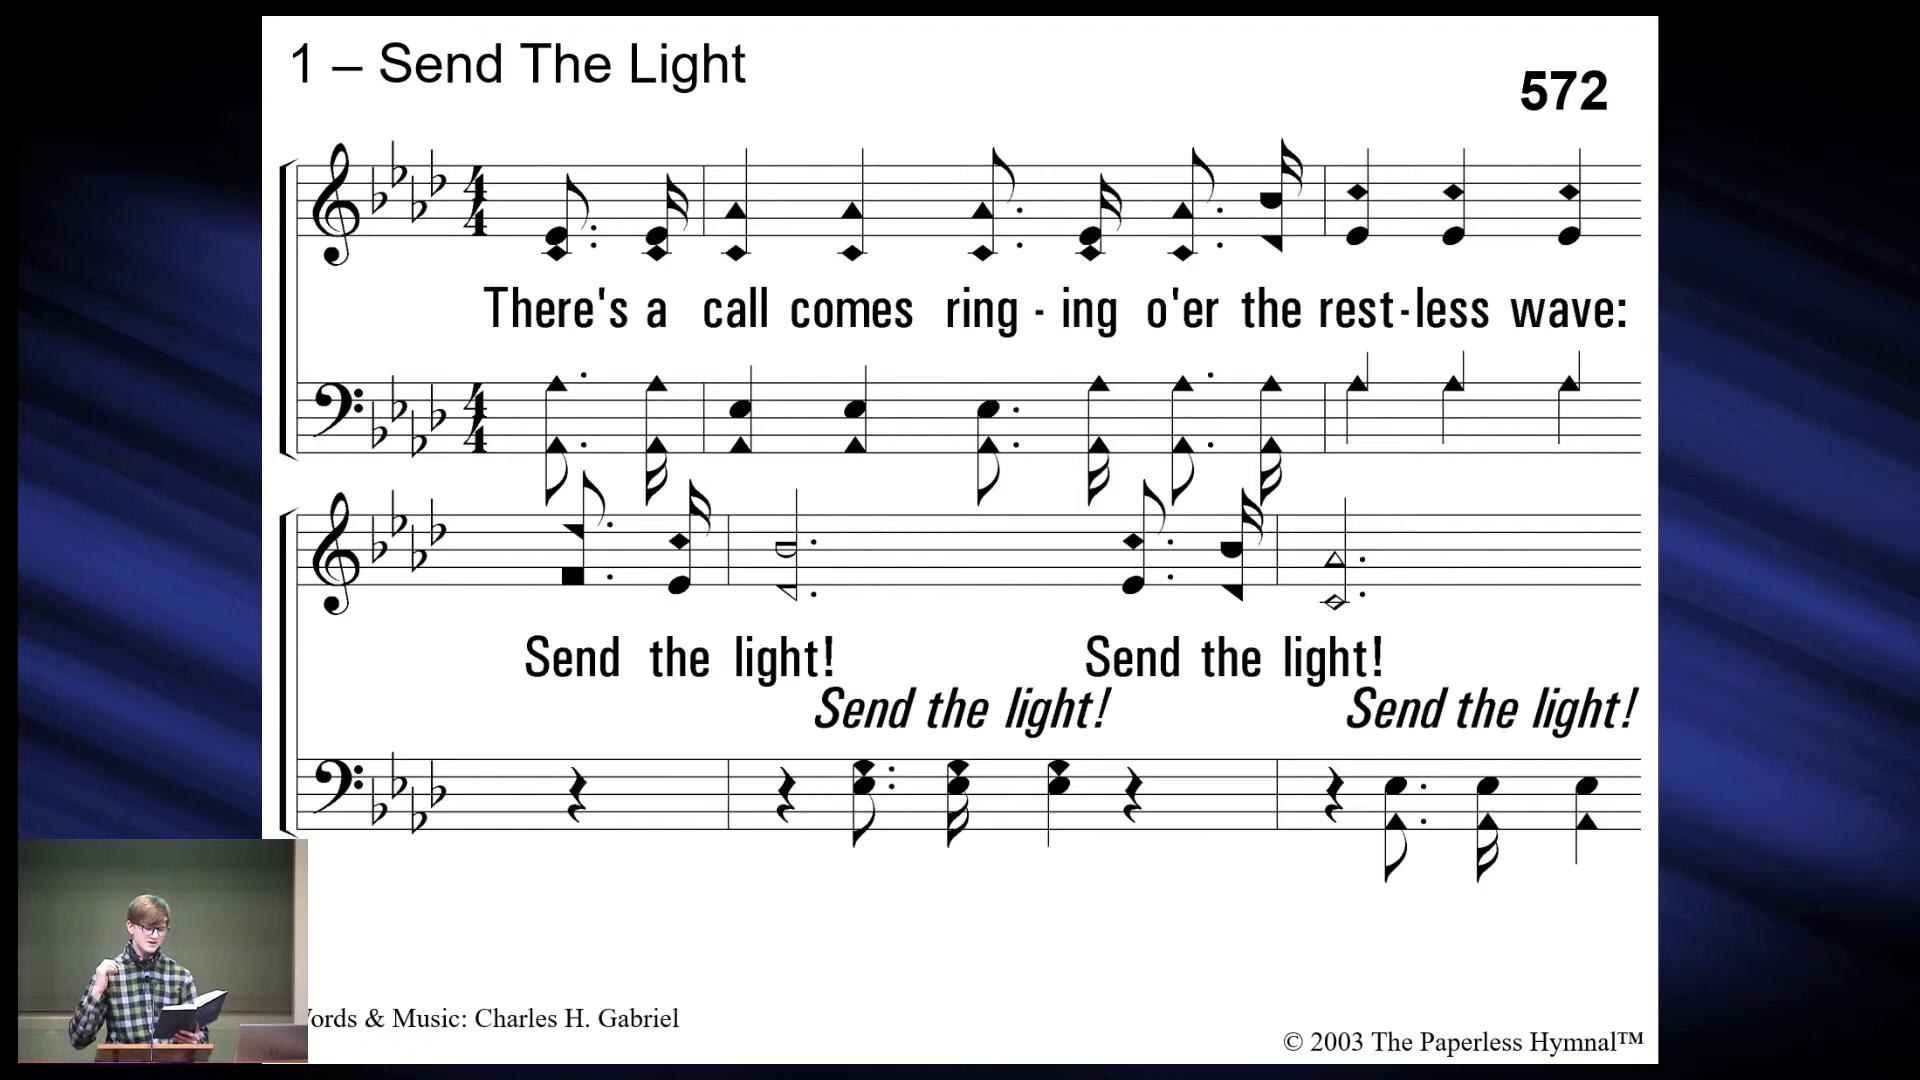 1 – Send The Light
572
There's a call comes ring - ing o'er the rest-less wave:
Send the light! Send the light!
Send the light! Send the light!
ords & Music: Charles H. Gabriel
© 2003 The Paperless Hymnal™